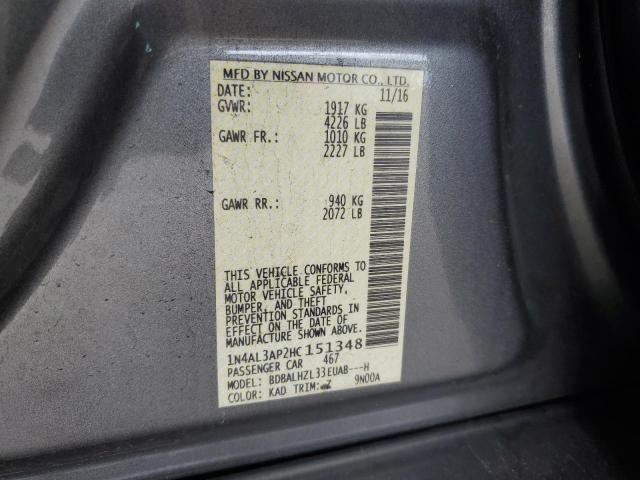 MFD BY NISSAN MOTOR CO., LTD.
DATE: 11/16
GVWR: 1917 KG
4226 LB
GAWR FR.: 1010 KG
2227 LB
GAWR RR.: 940 KG
2072 LB
THIS VEHICLE CONFORMS TO
ALL APPLICABLE FEDERAL
MOTOR VEHICLE SAFETY,
BUMPER, AND THEFT
PREVENTION STANDARDS IN
EFFECT ON THE DATE OF
MANUFACTURE SHOWN ABOVE.
1N4AL3AP2HC151348
PASSENGER CAR 467
MODEL: BDBALHZL33EUAB---H
COLOR: KAD TRIM: Z 9N00A